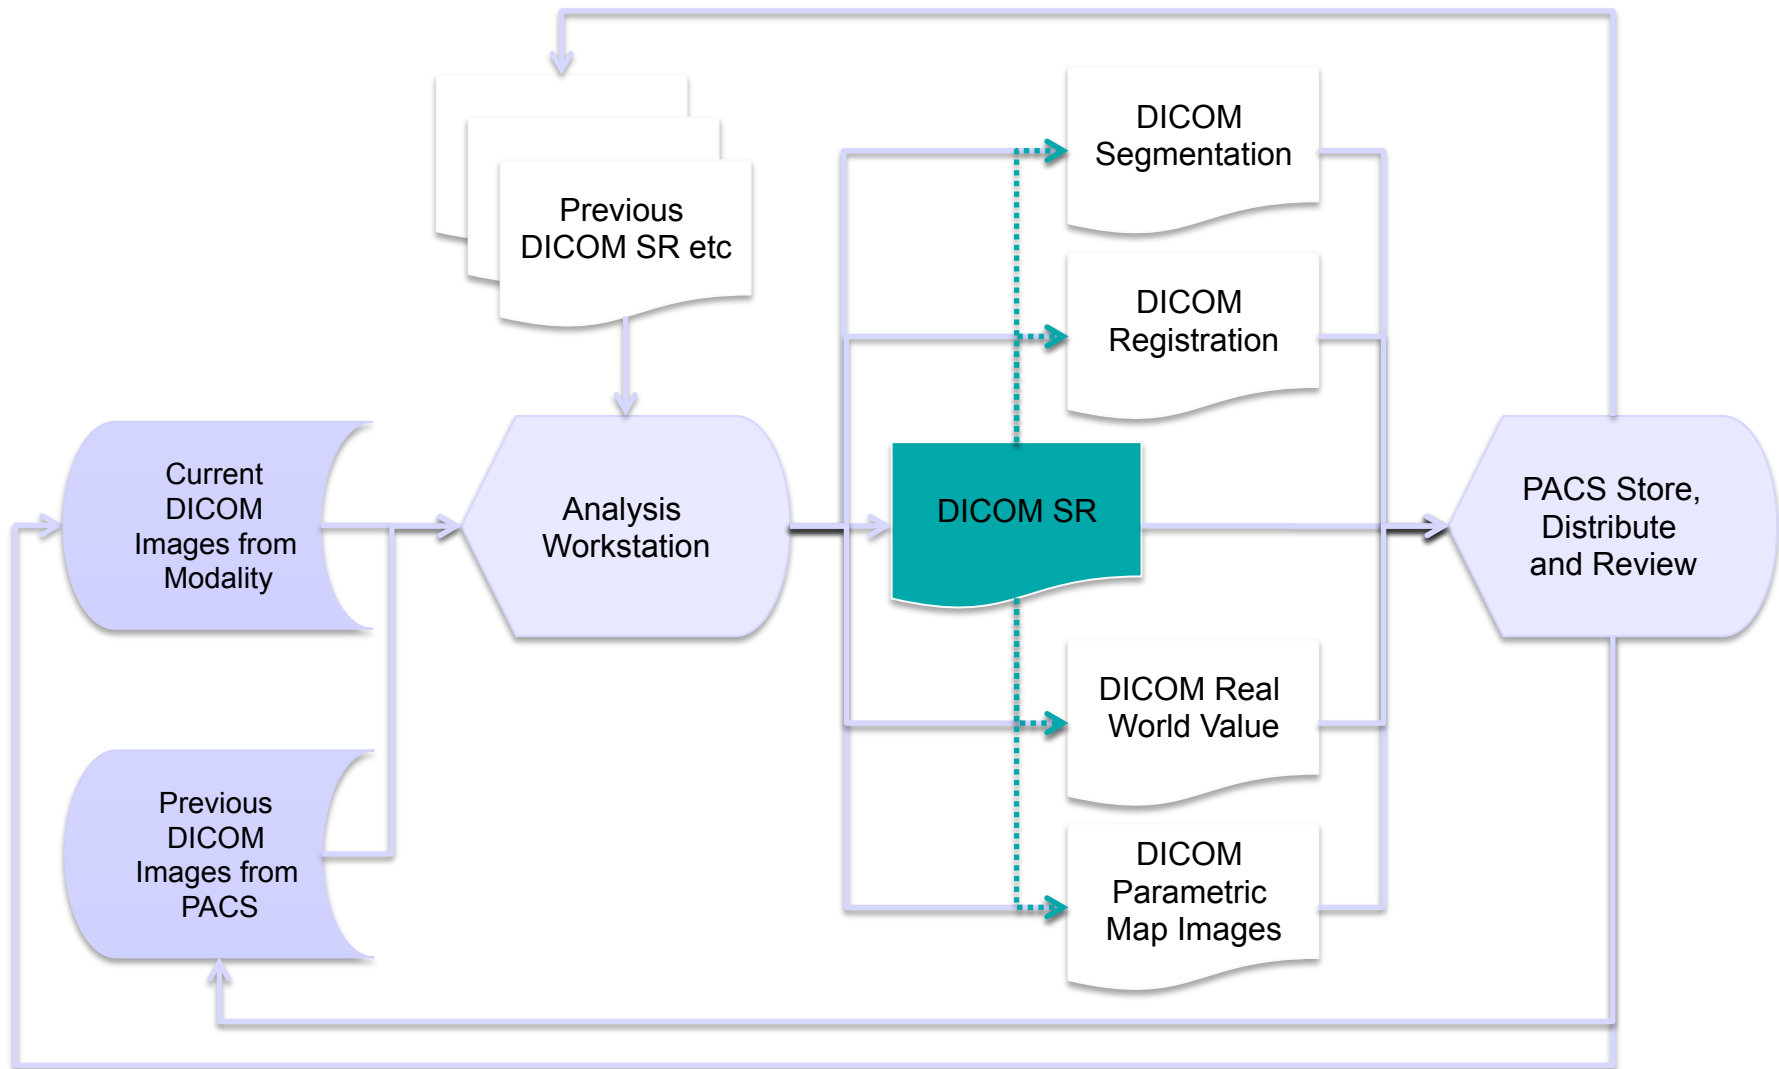 Previous
DICOM SR etc
Current
DICOM
Images from
Modality
Previous
DICOM
Images from
PACS
Analysis
Workstation
DICOM
Segmentation
DICOM
Registration
DICOM SR
DICOM Real
World Value
DICOM
Parametric
Map Images
PACS Store,
Distribute
and Review